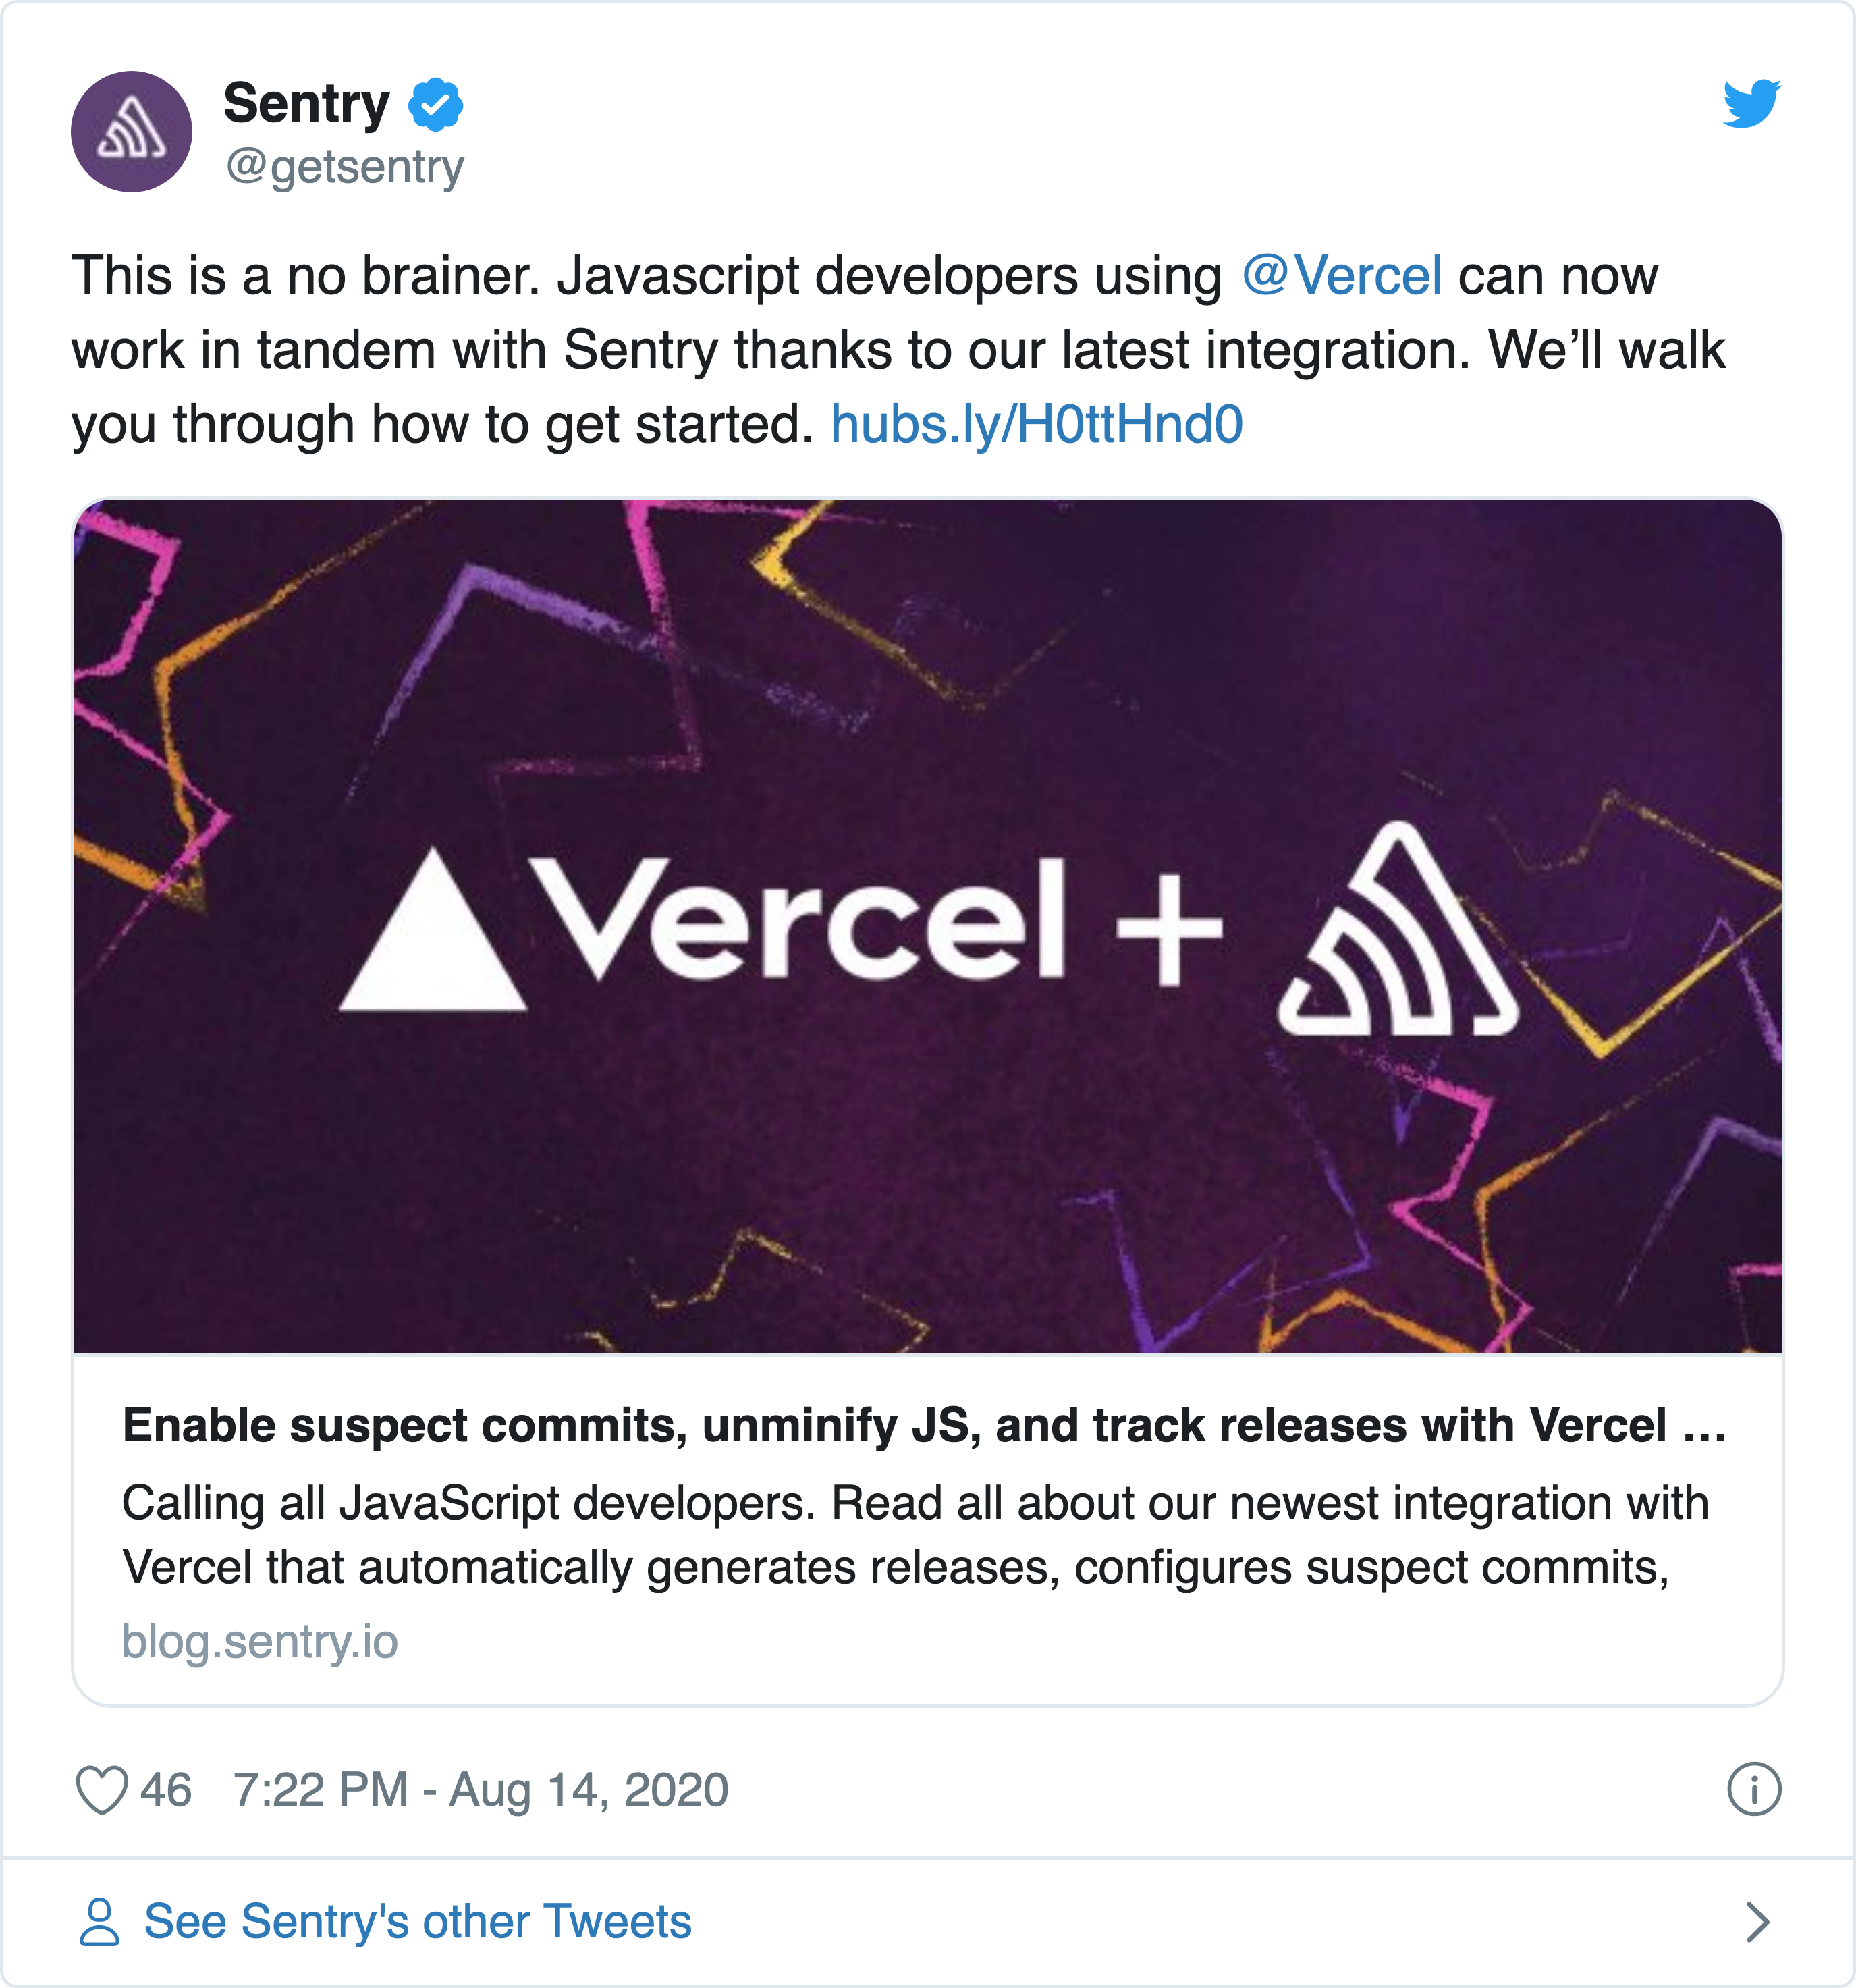 Sentry
@getsentry
This is a no brainer. Javascript developers using @Vercel can now
work in tandem with Sentry thanks to our latest integration. We’ll walk
you through how to get started. hubs.ly/H0ttHnd0
Vercel +
Enable suspect commits, unminify JS, and track releases with Vercel ...
Calling all JavaScript developers. Read all about our newest integration with
Vercel that automatically generates releases, configures suspect commits,
blog.sentry.io
46 7:22 PM - Aug 14, 2020
See Sentry's other Tweets